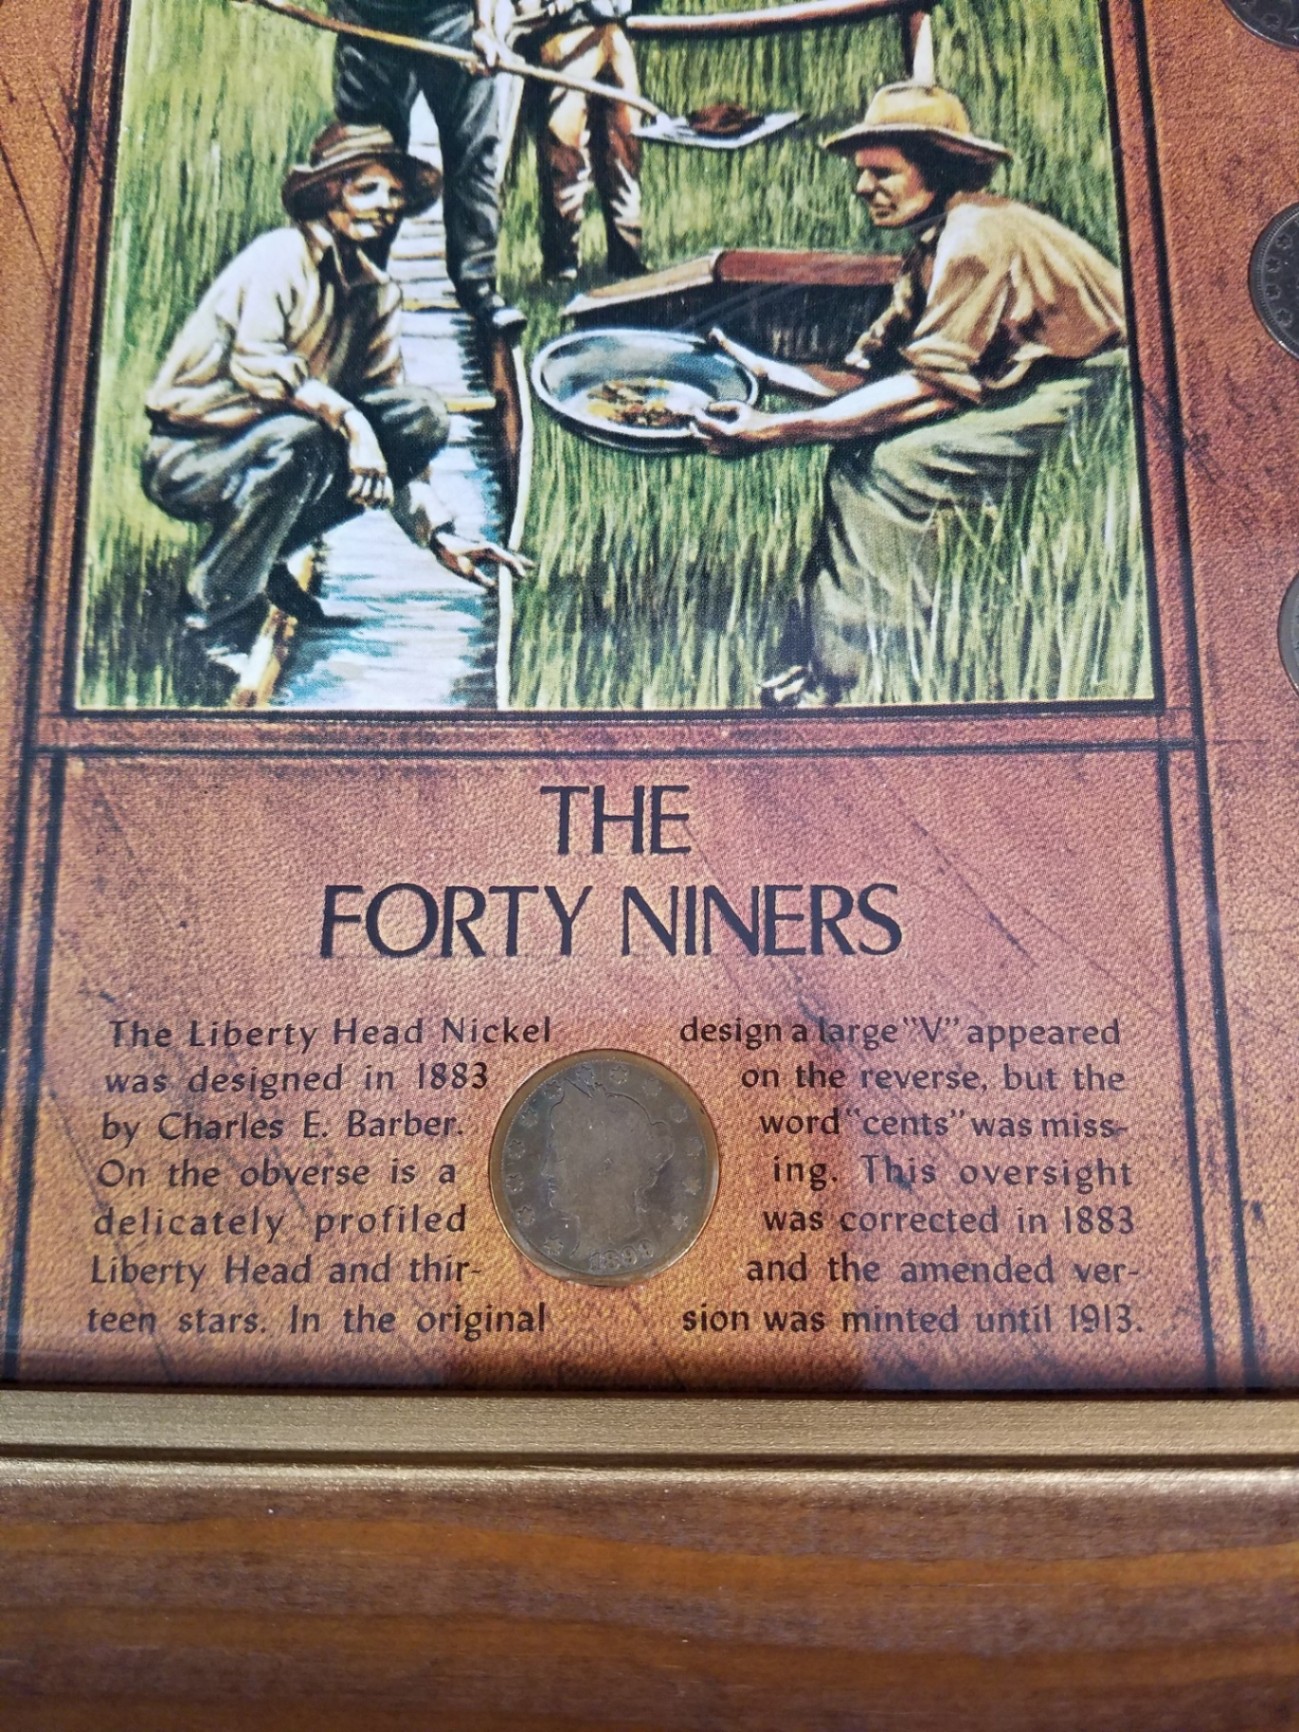 THE
FORTY NINERS
The Liberty Head Nickel
was designed in 1883
by Charles E. Barber.
On the obverse is a
delicately profiled
Liberty Head and thir-
teen stars. In the original
design a large "V" appeared
on the reverse, but the
word "cents" was miss-
ing. This oversight
was corrected in 1883
and the amended ver-
sion was minted until 1913.
1899